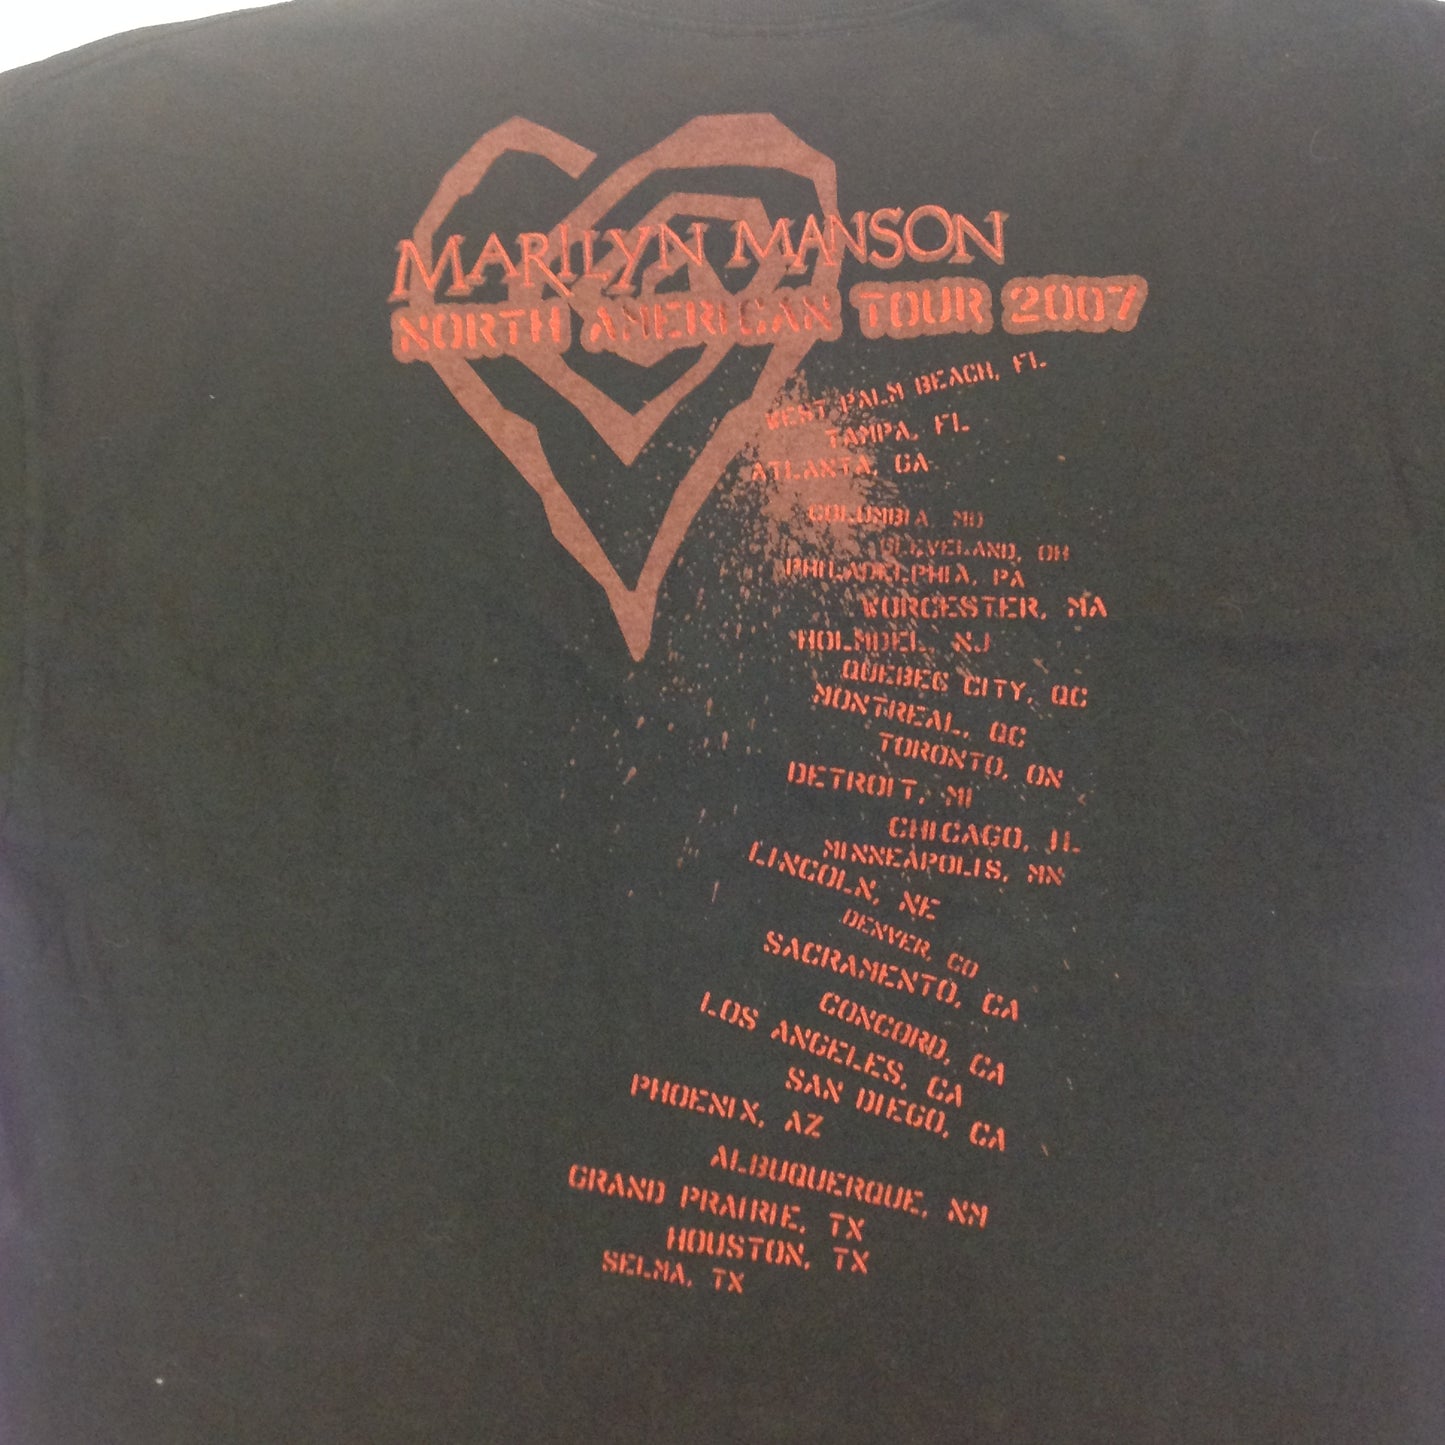 MARILYN MANSON
NORTH AMERICAN TOUR 2007
WEST PALM BEACH, FL
TAMPA, FL
ATLANTA, GA
COLUMBIA MD
CLEVELAND, OH
PHILADELPHIA, PA
WORCESTER, MA
HOLMDEL, NJ
QUEBEC CITY, QC
MONTREAL, QC
TORONTO, ON
DETROIT, MI
CHICAGO, IL
MINNEAPOLIS, MN
LINCOLN, NE
DENVER, CO
SACRAMENTO, CA
CONCORD, CA
LOS ANGELES, CA
SAN DIEGO, CA
PHOENIX, AZ
ALBUQUERQUE, NM
GRAND PRAIRIE, TX
HOUSTON, TX
SELMA, TX